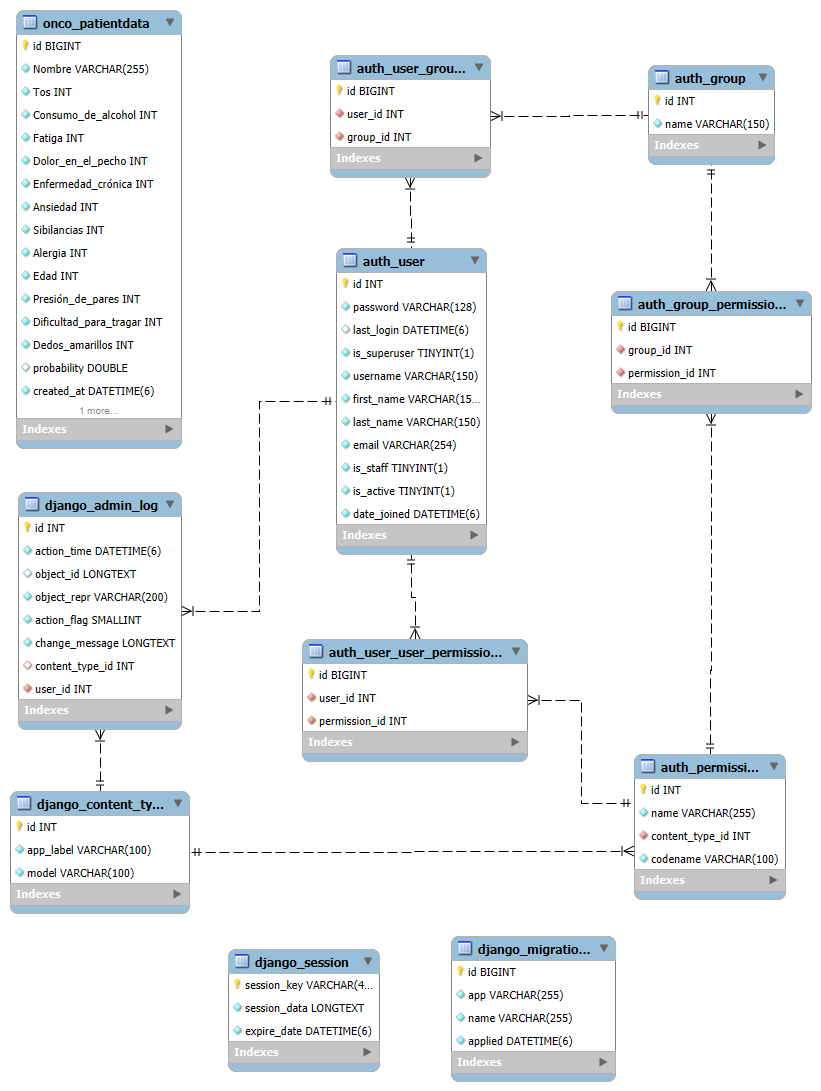 onco_patientdata
id BIGINT
Nombre VARCHAR(255)
Tos INT
Consumo_de_alcohol INT
Fatiga INT
Dolor_en_el_pecho INT
Enfermedad_crónica INT
Ansiedad INT
Sibilancias INT
Alergia INT
Edad INT
Presión_de_pares INT
Dificultad_para_tragar INT
Dedos_amarillos INT
probability DOUBLE
created_at DATETIME(6)
1 more...
Indexes
auth_user_grou...
id BIGINT
user_id INT
group_id INT
Indexes
auth_group
id INT
name VARCHAR(150)
Indexes
auth_user
id INT
password VARCHAR(128)
last_login DATETIME(6)
is_superuser TINYINT(1)
username VARCHAR(150)
first_name VARCHAR(15...
last_name VARCHAR(150)
email VARCHAR(254)
is_staff TINYINT(1)
is_active TINYINT(1)
date_joined DATETIME(6)
Indexes
auth_group_permissio...
id BIGINT
group_id INT
permission_id INT
Indexes
django_admin_log
id INT
action_time DATETIME(6)
object_id LONGTEXT
object_repr VARCHAR(200)
action_flag SMALLINT
change_message LONGTEXT
content_type_id INT
user_id INT
Indexes
auth_user_user_permissio...
id BIGINT
user_id INT
permission_id INT
Indexes
auth_permissi...
id INT
name VARCHAR(255)
content_type_id INT
codename VARCHAR(100)
Indexes
django_content_ty...
id INT
app_label VARCHAR(100)
model VARCHAR(100)
Indexes
django_session
session_key VARCHAR(4...
session_data LONGTEXT
expire_date DATETIME(6)
Indexes
django_migratio...
id BIGINT
app VARCHAR(255)
name VARCHAR(255)
applied DATETIME(6)
Indexes